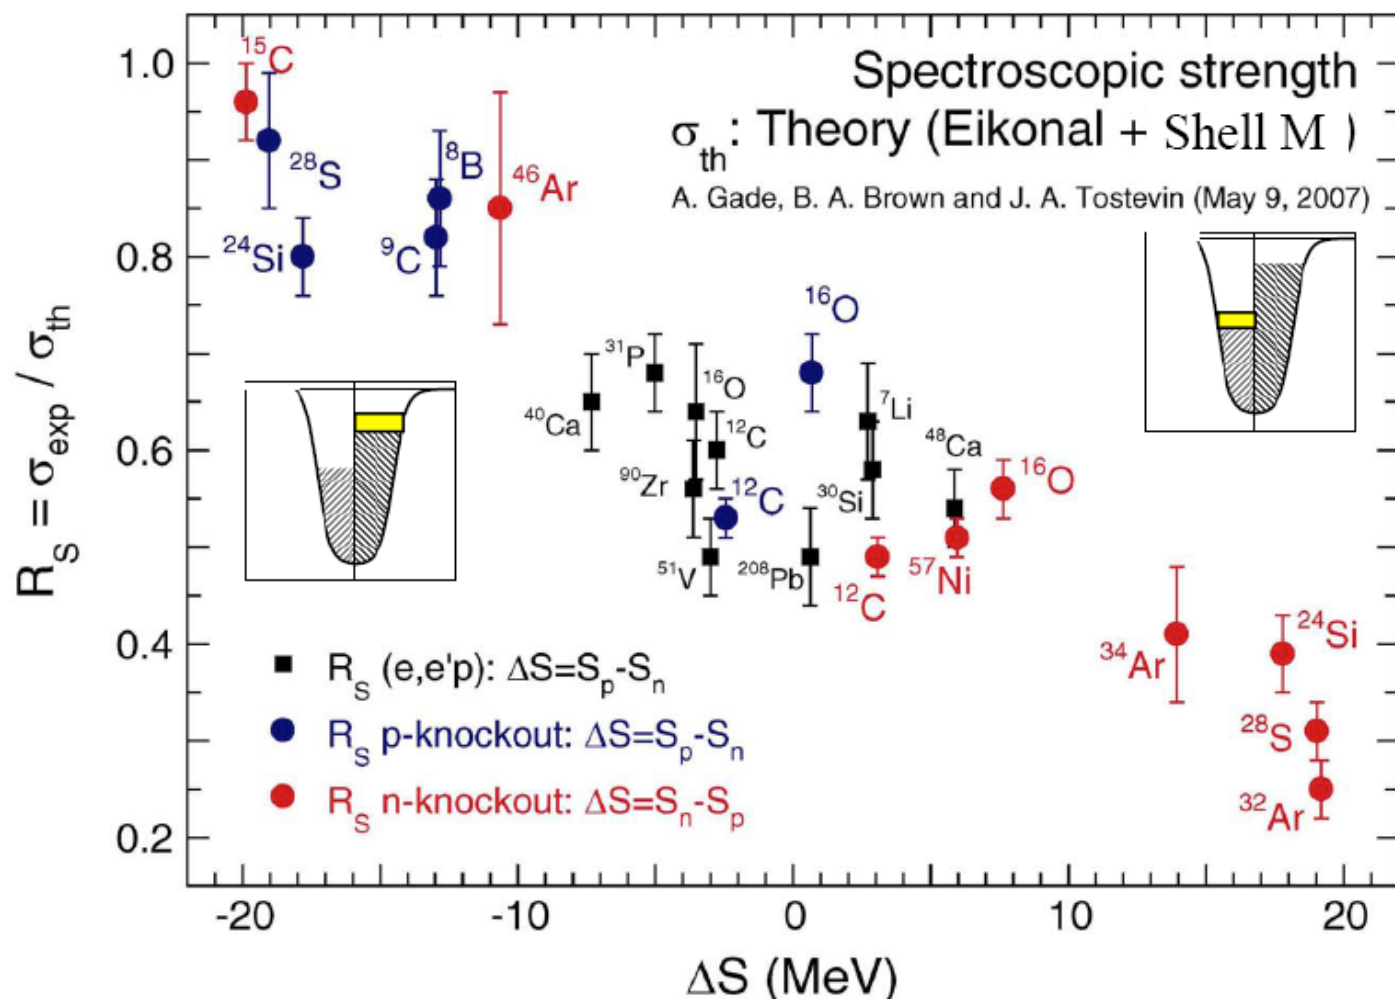 Spectroscopic strength
σth: Theory (Eikonal + Shell M )
A. Gade, B. A. Brown and J. A. Tostevin (May 9, 2007)
RS = σexp / σth
1.0
0.8
0.6
0.4
0.2
15C
28S
24Si
8B
9C
46Ar
16O
31P
40Ca
16O
12C
90Zr
12C
51V
208Pb
7Li
30Si
48Ca
16O
12C
57Ni
34Ar
24Si
28S
32Ar
RS (e,e'p): ΔS=Sp-Sn
RS p-knockout: ΔS=Sp-Sn
RS n-knockout: ΔS=Sn-Sp
-20 -10 0 10 20
ΔS (MeV)